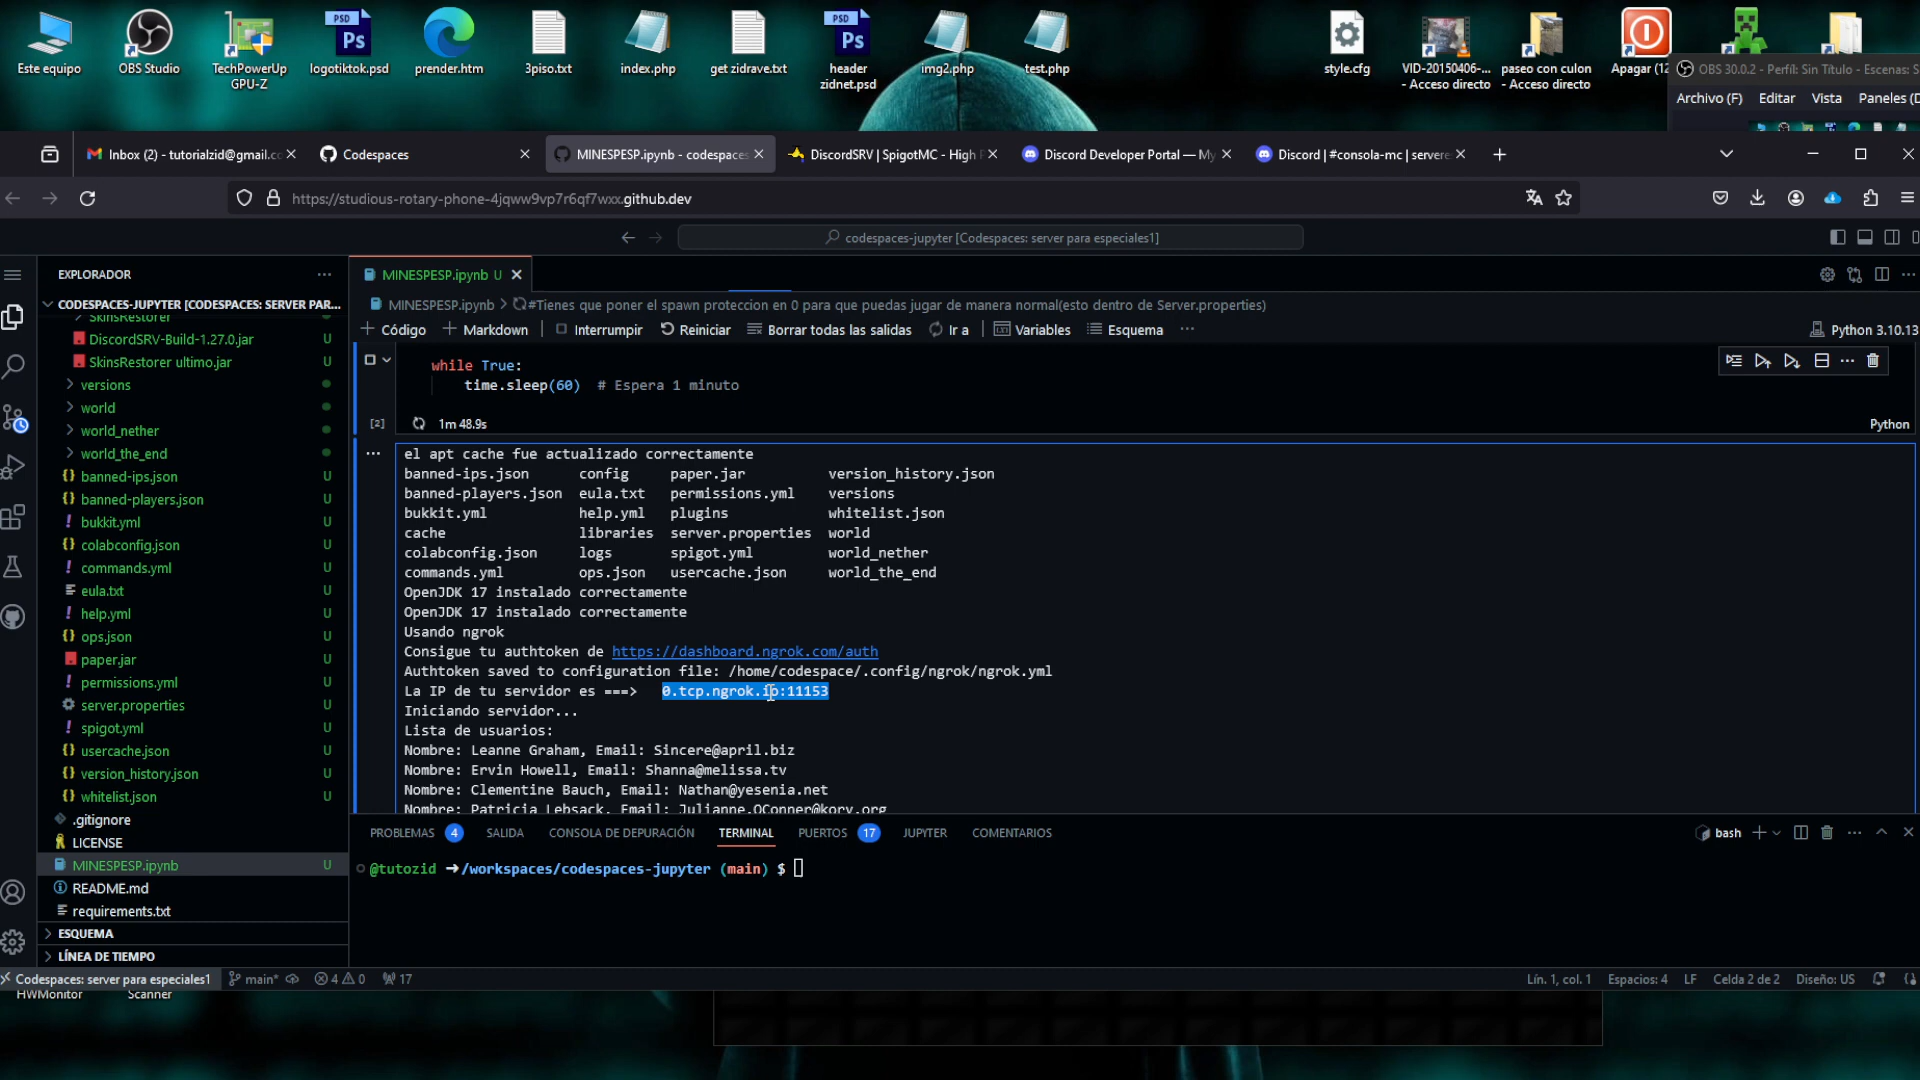 Este equipo
OBS Studio
TechPowerUp GPU-Z
logotiktok.psd
prender.htm
3piso.txt
index.php
get zidrave.txt
header zidnet.psd
img2.php
test.php
style.cfg
VID-20150406-... - Acceso directo
paseo con culon - Acceso directo
Apagar (12
OBS 30.0.2 - Perfil: Sin Título - Escenas: S
Archivo (F) Editar Vista Paneles (D
Inbox (2) - tutorialzid@gmail.co
Codespaces
MINESPESP.ipynb - codespaces
DiscordSRV | SpigotMC - High P
Discord Developer Portal — My
Discord | #consola-mc | servere
https://studious-rotary-phone-4jqww9vp7r6qf7wxx.github.dev
codespaces-jupyter [Codespaces: server para especiales1]
EXPLORADOR
MINESPESP.ipynb U
CODESPACES-JUPYTER [CODESPACES: SERVER PAR...
MINESPESP.ipynb > #Tienes que poner el spawn proteccion en 0 para que puedas jugar de manera normal(esto dentro de Server.properties)
Código Markdown Interrumpir Reiniciar Borrar todas las salidas Ir a Variables Esquema ... Python 3.10.13
SkinsRestorer
DiscordSRV-Build-1.27.0.jar U
SkinsRestorer ultimo.jar U
versions
world
world_nether
world_the_end
banned-ips.json U
banned-players.json U
bukkit.yml U
colabconfig.json U
commands.yml U
eula.txt U
help.yml U
ops.json U
paper.jar U
permissions.yml U
server.properties U
spigot.yml U
usercache.json U
version_history.json U
whitelist.json U
.gitignore
LICENSE
MINESPESP.ipynb U
README.md
requirements.txt
ESQUEMA
LÍNEA DE TIEMPO
while True:
time.sleep(60) # Espera 1 minuto
[2] 1m 48.9s Python
el apt cache fue actualizado correctamente
banned-ips.json config paper.jar version_history.json
banned-players.json eula.txt permissions.yml versions
bukkit.yml help.yml plugins whitelist.json
cache libraries server.properties world
colabconfig.json logs spigot.yml world_nether
commands.yml ops.json usercache.json world_the_end
OpenJDK 17 instalado correctamente
OpenJDK 17 instalado correctamente
Usando ngrok
Consigue tu authtoken de https://dashboard.ngrok.com/auth
Authtoken saved to configuration file: /home/codespace/.config/ngrok/ngrok.yml
La IP de tu servidor es ===> 0.tcp.ngrok.io:11153
Iniciando servidor...
Lista de usuarios:
Nombre: Leanne Graham, Email: Sincere@april.biz
Nombre: Ervin Howell, Email: Shanna@melissa.tv
Nombre: Clementine Bauch, Email: Nathan@yesenia.net
Nombre: Patricia Lebsack, Email: Julianne.OConner@kory.org
PROBLEMAS 4 SALIDA CONSOLA DE DEPURACIÓN TERMINAL PUERTOS 17 JUPYTER COMENTARIOS bash
@tutozid ➜/workspaces/codespaces-jupyter (main) $
Codespaces: server para especiales1 main* 4 0 17 Lín. 1, col. 1 Espacios: 4 LF Celda 2 de 2 Diseño: US
HWMonitor
Scanner